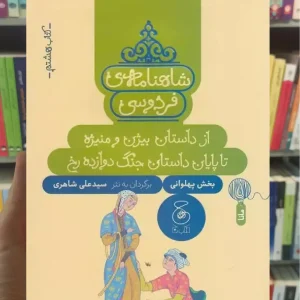 -کتاب هشتم-
شاهنامه‌ی
فردوسی
از داستان بیژن و منیژه
تا پایان داستان جنگ دوازده رخ
بخش پهلوانی
برگردان به نثر سیدعلی شاهری